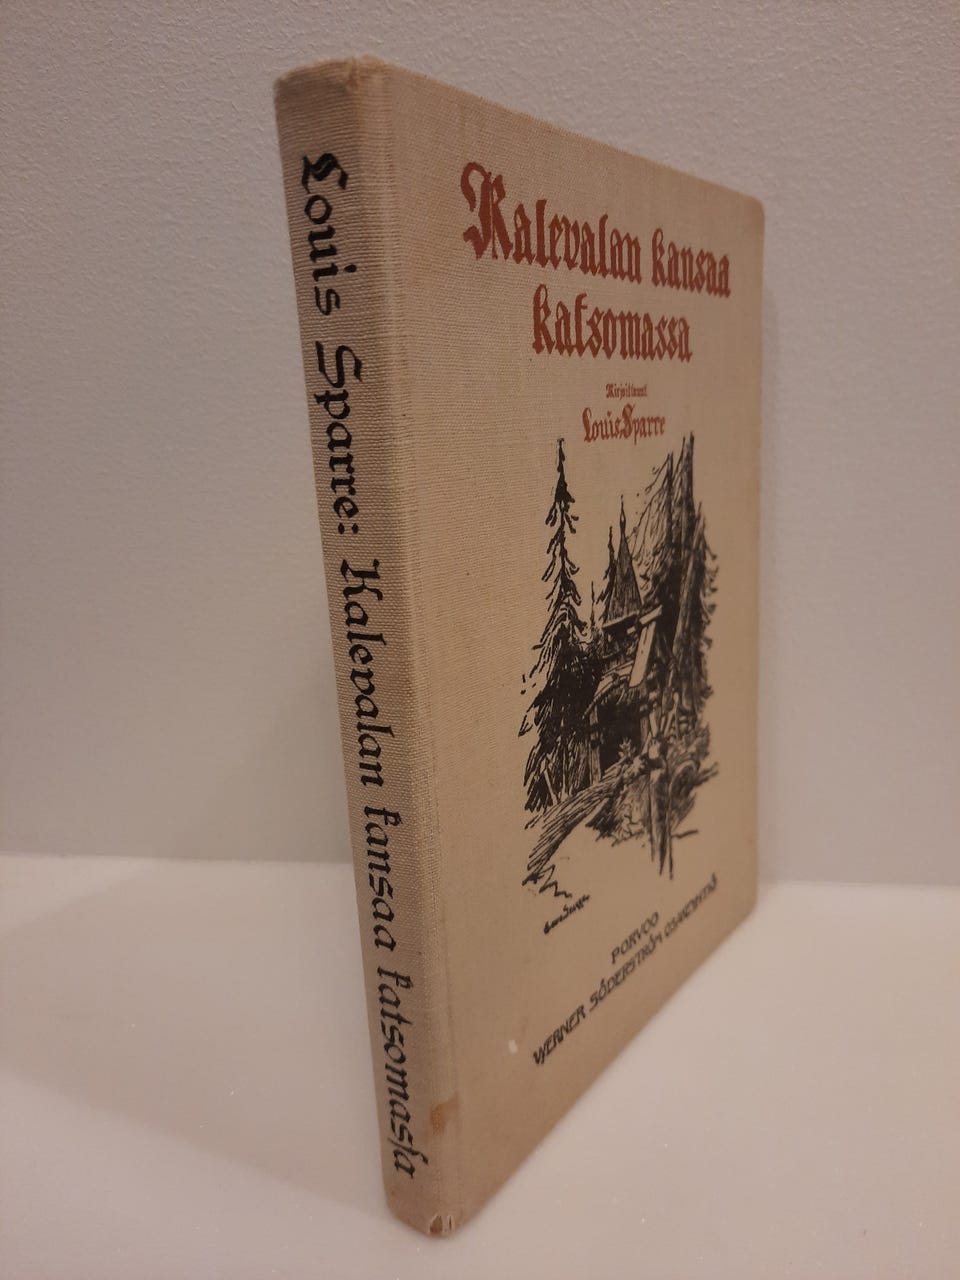 Louis Sparre: Kalevalan kansaa katsomassa
Kalevalan kansaa
katsomassa
Kirjoittanut
Louis Sparre
PORVOO
WERNER SÖDERSTRÖM OSAKEYHTIÖ